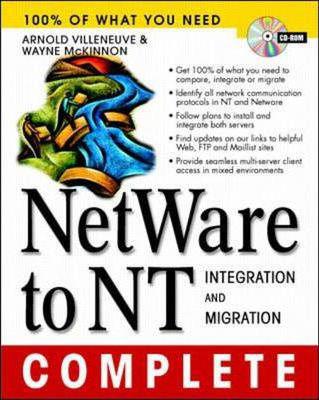 100% OF WHAT YOU NEED
ARNOLD VILLENEUVE &
WAYNE McKINNON
CD-ROM
• Get 100% of what you need to
compare, integrate or migrate
• Identify all network communication
protocols in NT and Netware
• Follow plans to install and
integrate both servers
• Find updates on our links to helpful
Web, FTP and Maillist sites
• Provide seamless multi-server client
access in mixed environments
NetWare
to NT
INTEGRATION
AND
MIGRATION
COMPLETE